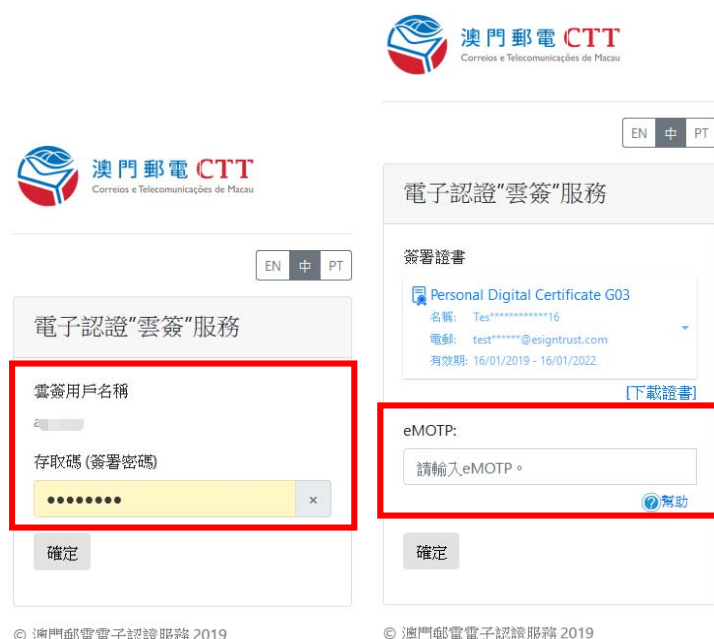 澳門郵電 CTT
Correios e Telecomunicações de Macau
EN 中 PT
電子認證"雲簽"服務
雲簽用戶名稱
存取碼 (簽署密碼)
●●●●●●●● ×
確定
© 澳門郵電電子認證服務 2019
澳門郵電 CTT
Correios e Telecomunicações de Macau
EN 中 PT
電子認證"雲簽"服務
簽署證書
Personal Digital Certificate G03
名稱: Tes************16
電郵: test******@esigntrust.com
有效期: 16/01/2019 - 16/01/2022
[下載證書]
eMOTP:
請輸入eMOTP。
?幫助
確定
© 澳門郵電電子認證服務 2019